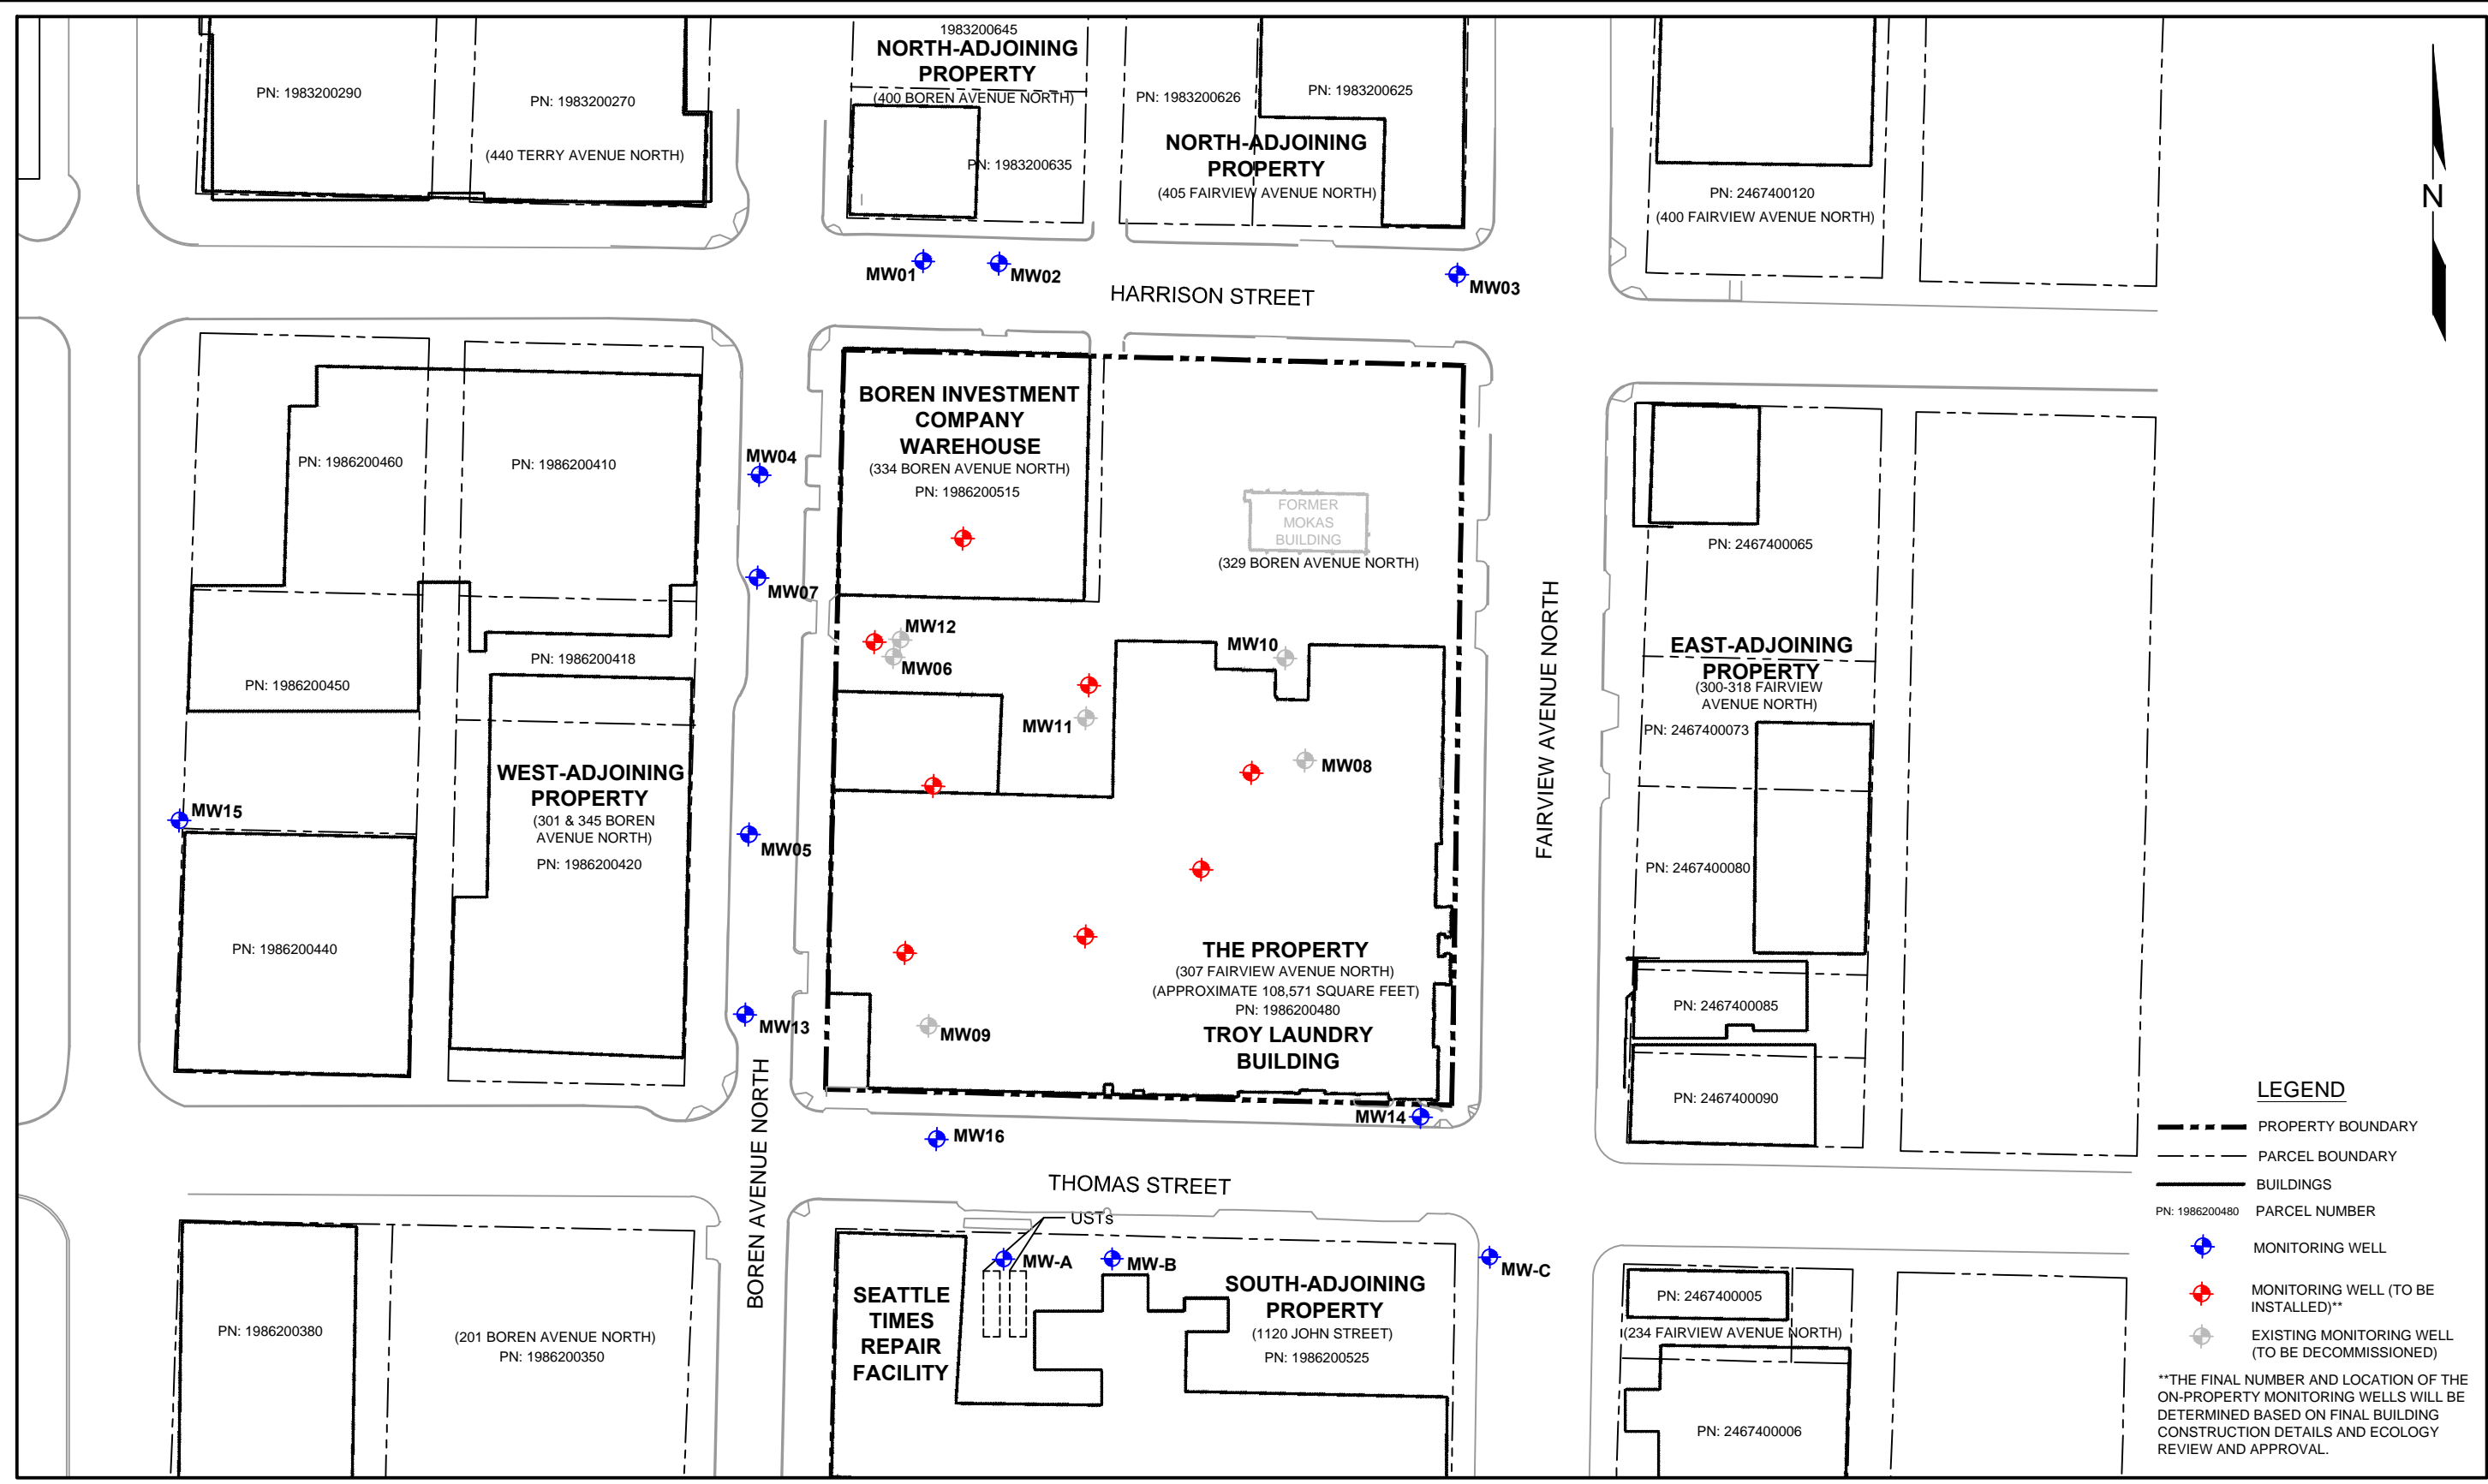 1983200645
NORTH-ADJOINING
PROPERTY
(400 BOREN AVENUE NORTH)
PN: 1983200635
PN: 1983200290
PN: 1983200270
(440 TERRY AVENUE NORTH)
PN: 1983200626
PN: 1983200625
NORTH-ADJOINING
PROPERTY
(405 FAIRVIEW AVENUE NORTH)
PN: 2467400120
(400 FAIRVIEW AVENUE NORTH)
N
MW01
MW02
MW03
HARRISON STREET
BOREN INVESTMENT
COMPANY
WAREHOUSE
(334 BOREN AVENUE NORTH)
PN: 1986200515
PN: 1986200460
PN: 1986200410
MW04
MW07
FORMER
MOKAS
BUILDING
(329 BOREN AVENUE NORTH)
PN: 2467400065
MW12
MW06
MW10
MW11
MW08
PN: 1986200418
PN: 1986200450
FAIRVIEW AVENUE NORTH
EAST-ADJOINING
PROPERTY
(300-318 FAIRVIEW
AVENUE NORTH)
PN: 2467400073
WEST-ADJOINING
PROPERTY
(301 & 345 BOREN
AVENUE NORTH)
PN: 1986200420
MW15
MW05
PN: 2467400080
PN: 1986200440
THE PROPERTY
(307 FAIRVIEW AVENUE NORTH)
(APPROXIMATE 108,571 SQUARE FEET)
PN: 1986200480
TROY LAUNDRY
BUILDING
MW13
MW09
PN: 2467400085
PN: 2467400090
MW14
MW16
BOREN AVENUE NORTH
THOMAS STREET
USTs
MW-A
MW-B
MW-C
SEATTLE
TIMES
REPAIR
FACILITY
SOUTH-ADJOINING
PROPERTY
(1120 JOHN STREET)
PN: 1986200525
PN: 1986200380
(201 BOREN AVENUE NORTH)
PN: 1986200350
PN: 2467400005
(234 FAIRVIEW AVENUE NORTH)
PN: 2467400006
LEGEND
PROPERTY BOUNDARY
PARCEL BOUNDARY
BUILDINGS
PN: 1986200480 PARCEL NUMBER
MONITORING WELL
MONITORING WELL (TO BE
INSTALLED)**
EXISTING MONITORING WELL
(TO BE DECOMMISSIONED)
**THE FINAL NUMBER AND LOCATION OF THE
ON-PROPERTY MONITORING WELLS WILL BE
DETERMINED BASED ON FINAL BUILDING
CONSTRUCTION DETAILS AND ECOLOGY
REVIEW AND APPROVAL.